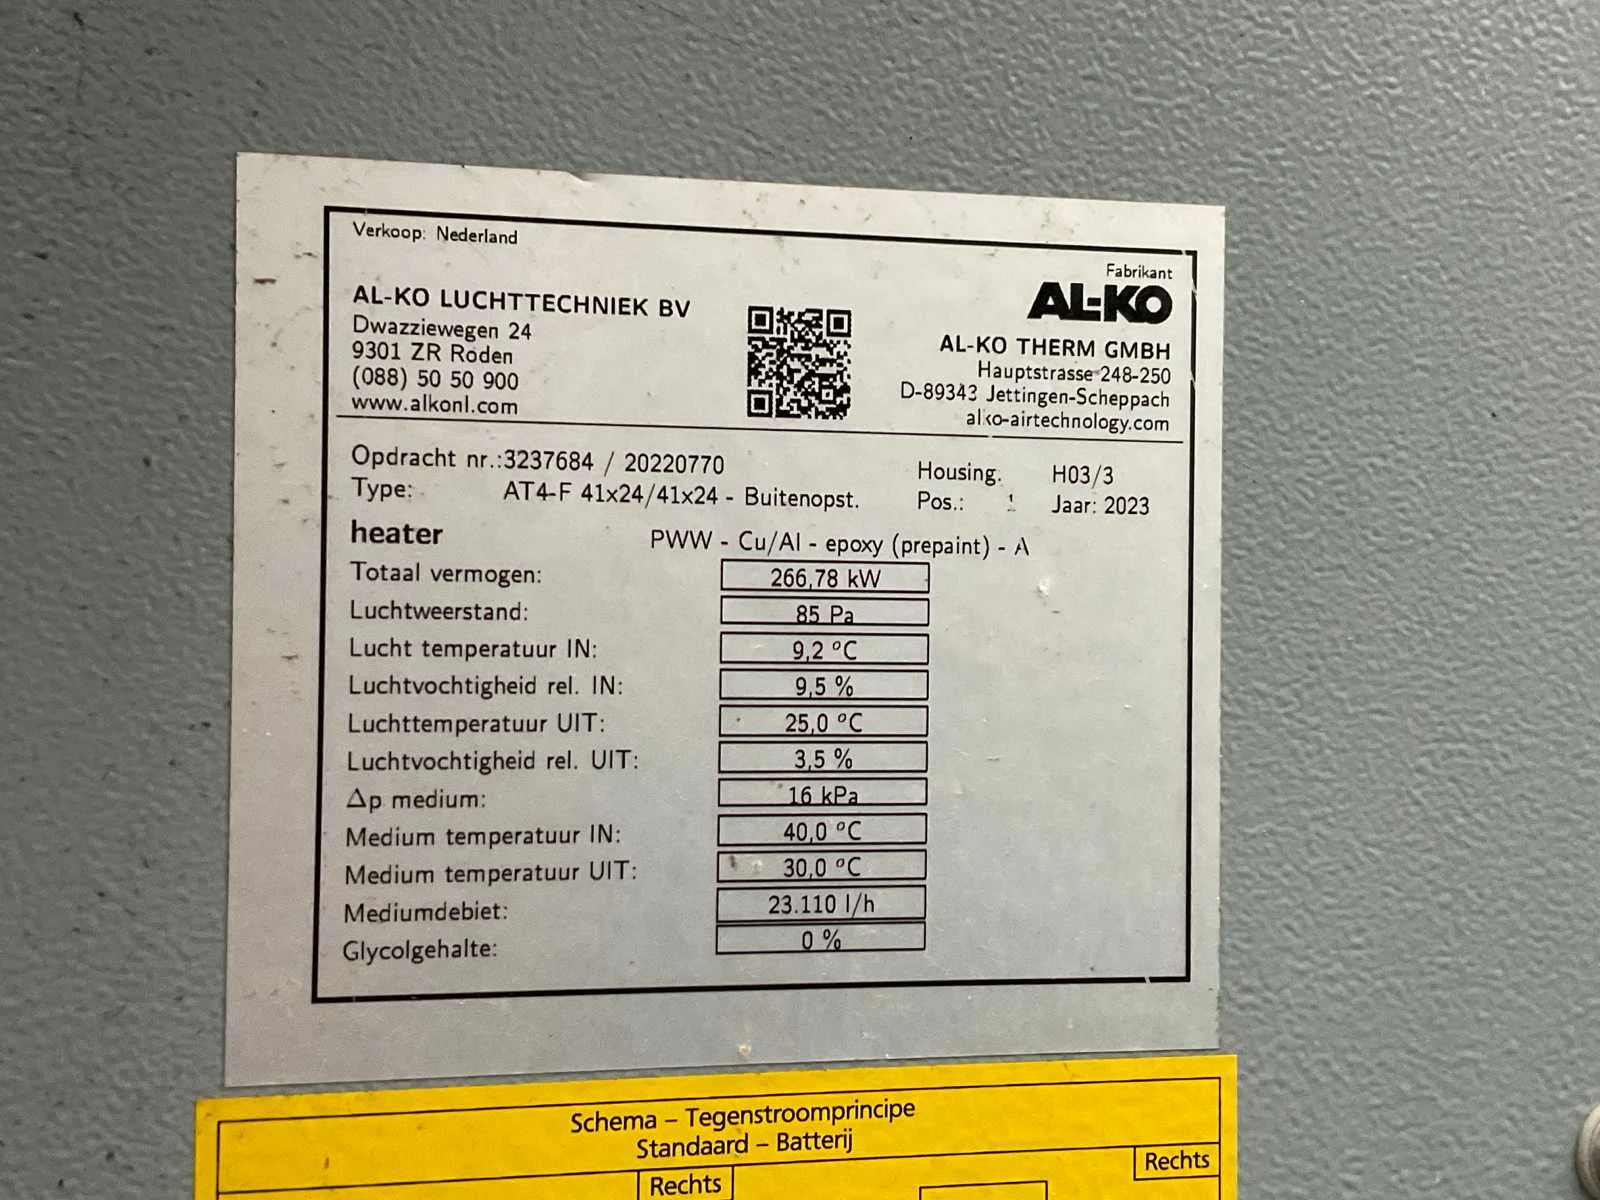 Verkoop: Nederland
AL-KO LUCHTTECHNIEK BV
Dwazziewegen 24
9301 ZR Roden
(088) 50 50 900
www.alkonl.com
Fabrikant
AL-KO
AL-KO THERM GMBH
Hauptstrasse 248-250
D-89343 Jettingen-Scheppach
alko-airtechnology.com
Opdracht nr.:3237684 / 20220770
Housing. H03/3
Type: AT4-F 41x24/41x24 - Buitenopst.
Pos.: 1 Jaar: 2023
heater PWW - Cu/Al - epoxy (prepaint) - A
Totaal vermogen: 266,78 kW
Luchtweerstand: 85 Pa
Lucht temperatuur IN: 9,2 °C
Luchtvochtigheid rel. IN: 9,5 %
Luchttemperatuur UIT: 25,0 °C
Luchtvochtigheid rel. UIT: 3,5 %
Δp medium: 16 kPa
Medium temperatuur IN: 40,0 °C
Medium temperatuur UIT: 30,0 °C
Mediumdebiet: 23.110 l/h
Glycolgehalte: 0 %
Schema – Tegenstroomprincipe
Standaard – Batterij
Rechts
Rechts